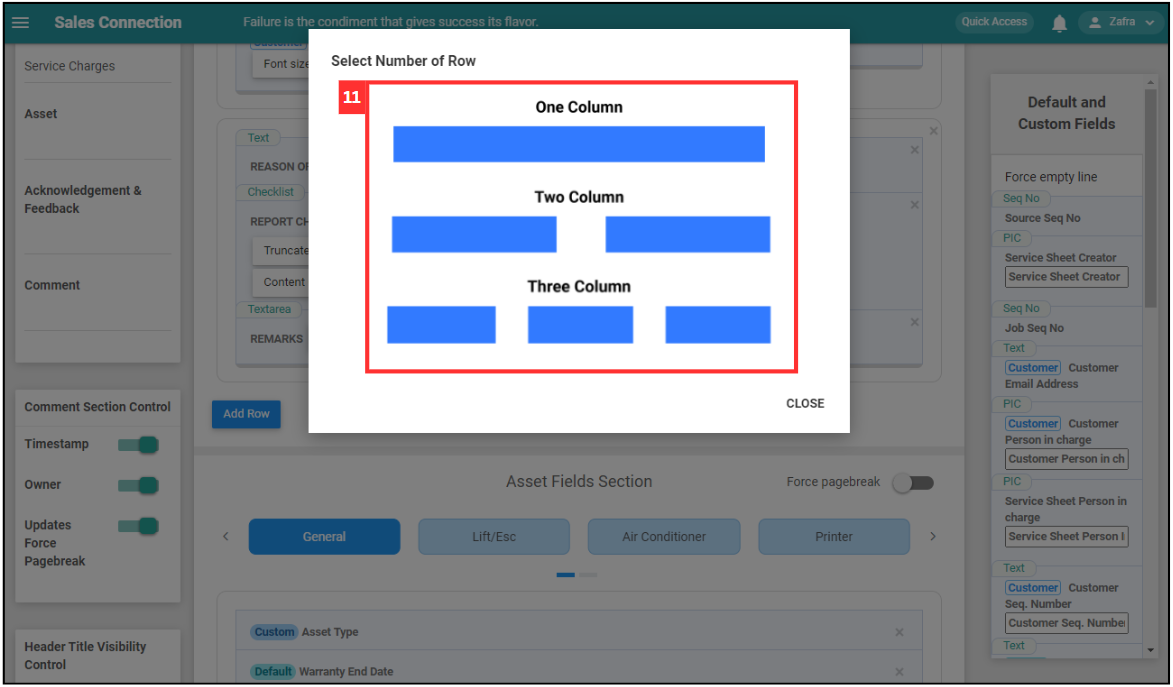 Sales Connection
Failure is the condiment that gives success its flavor.
Quick Access
Zafra
Service Charges
Asset
Acknowledgement &
Feedback
Comment
Comment Section Control
Timestamp
Owner
Updates
Force
Pagebreak
Header Title Visibility
Control
Customer
Font size
Text
REASON OF
Checklist
REPORT CH
Truncate
Content
Textarea
REMARKS
Add Row
Select Number of Row
11
One Column
Two Column
Three Column
CLOSE
Asset Fields Section
Force pagebreak
General
Lift/Esc
Air Conditioner
Printer
Custom Asset Type
Default Warranty End Date
Default and
Custom Fields
Force empty line
Seq No
Source Seq No
PIC
Service Sheet Creator
Service Sheet Creator
Seq No
Job Seq No
Text
Customer Customer
Email Address
PIC
Customer Customer
Person in charge
Customer Person in ch
PIC
Service Sheet Person in
charge
Service Sheet Person i
Text
Customer Customer
Seq. Number
Customer Seq. Numbe
Text